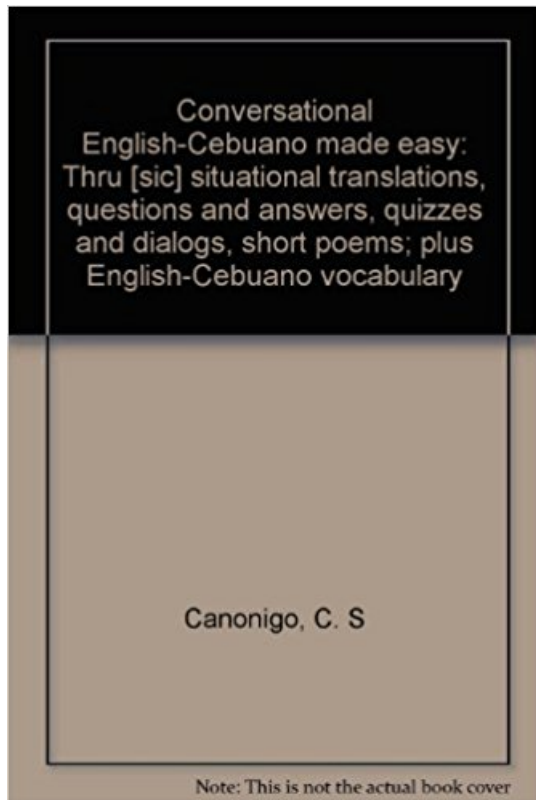 Conversational
English-Cebuano made easy:
Thru [sic] situational translations,
questions and answers, quizzes
and dialogs, short poems; plus
English-Cebuano vocabulary
Canonigo, C. S
Note: This is not the actual book cover